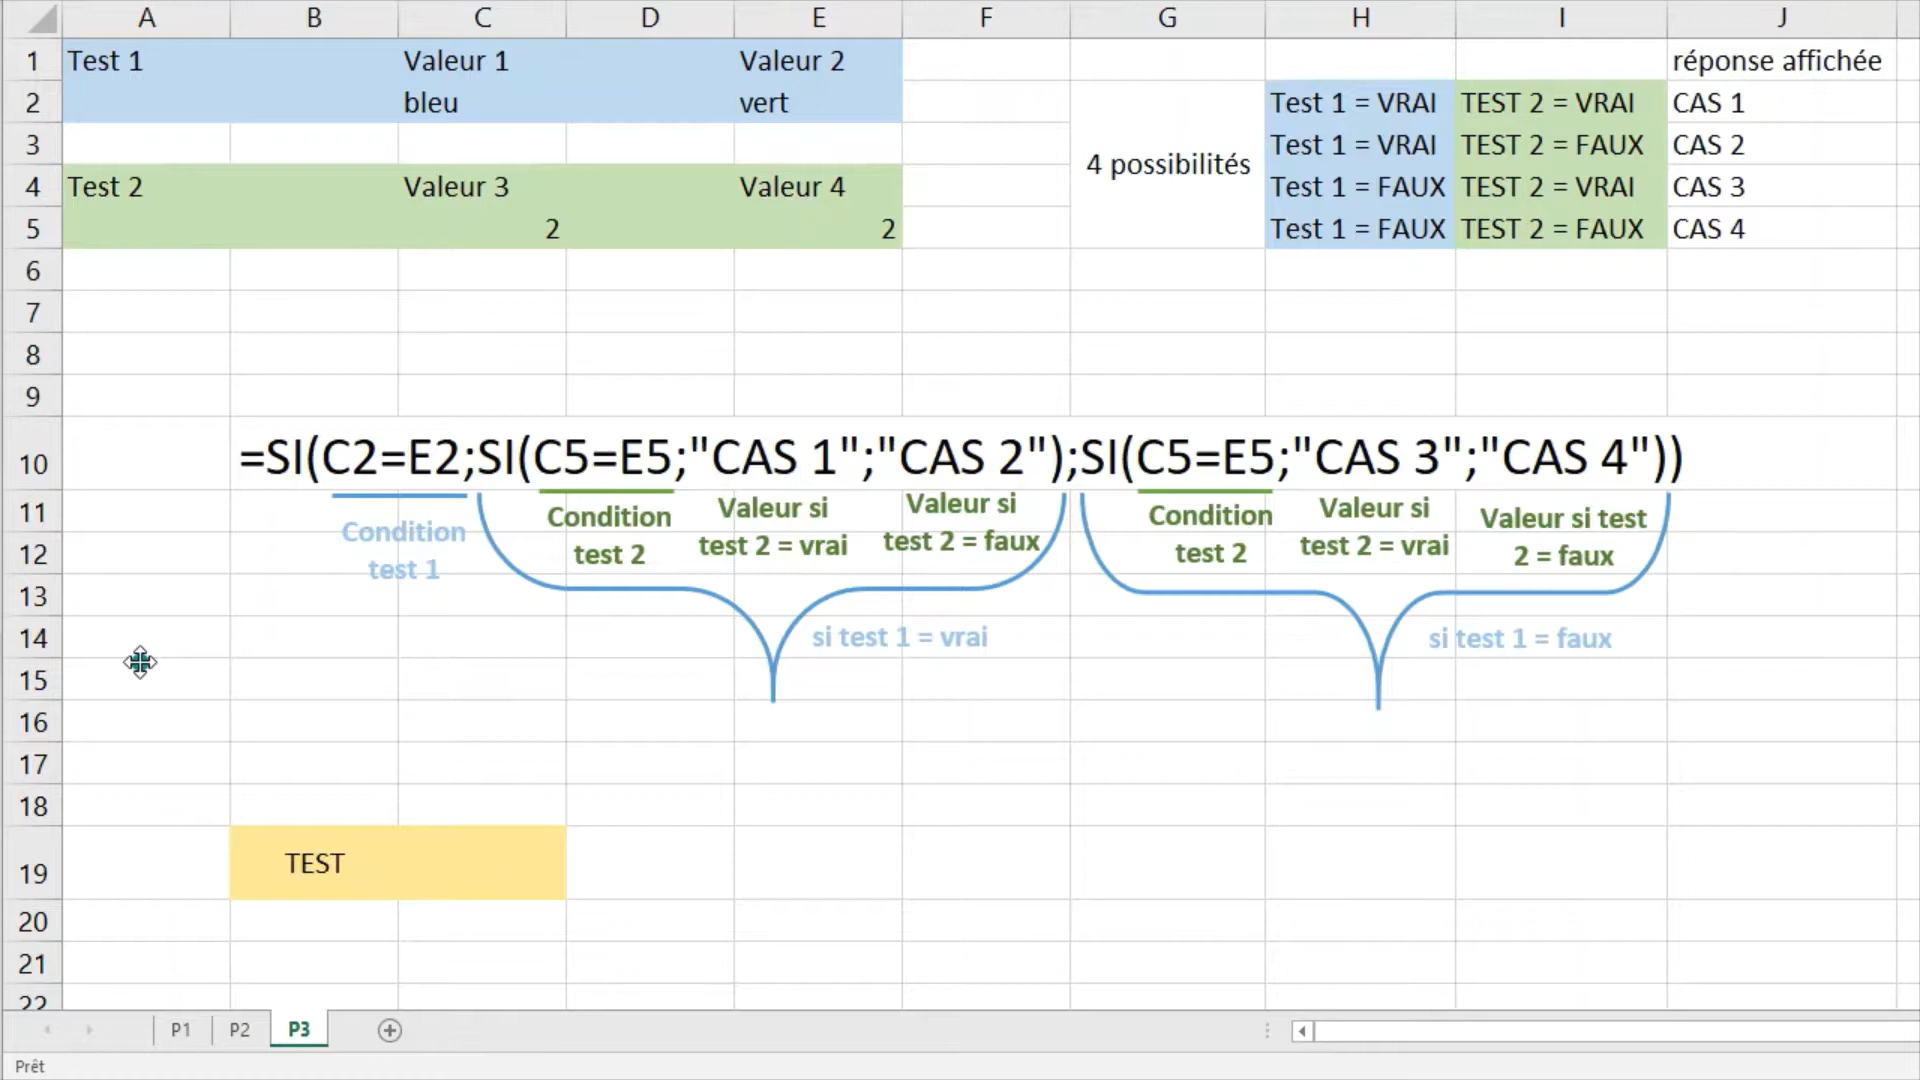 A B C D E F G H I J
1 Test 1 Valeur 1 Valeur 2 réponse affichée
2 bleu vert Test 1 = VRAI TEST 2 = VRAI CAS 1
3 Test 1 = VRAI TEST 2 = FAUX CAS 2
4 possibilités
4 Test 2 Valeur 3 Valeur 4 Test 1 = FAUX TEST 2 = VRAI CAS 3
5 2 2 Test 1 = FAUX TEST 2 = FAUX CAS 4
6
7
8
9
10 =SI(C2=E2;SI(C5=E5;"CAS 1";"CAS 2");SI(C5=E5;"CAS 3";"CAS 4"))
11
12
13
14
15
16
17
18
19
20
21
22
Condition
test 1
Condition
test 2
Valeur si
test 2 = vrai
Valeur si
test 2 = faux
Condition
test 2
Valeur si
test 2 = vrai
Valeur si test
2 = faux
si test 1 = vrai
si test 1 = faux
TEST
P1 P2 P3
Prêt